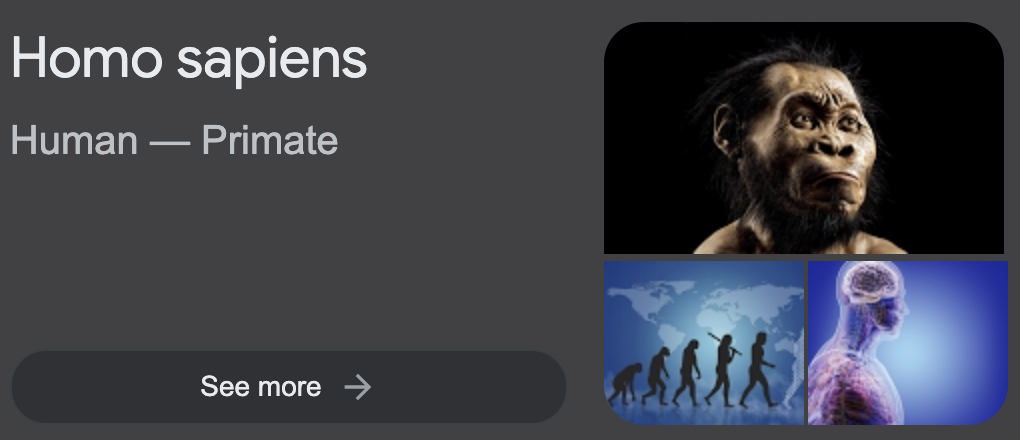 Homo sapiens
Human — Primate
See more